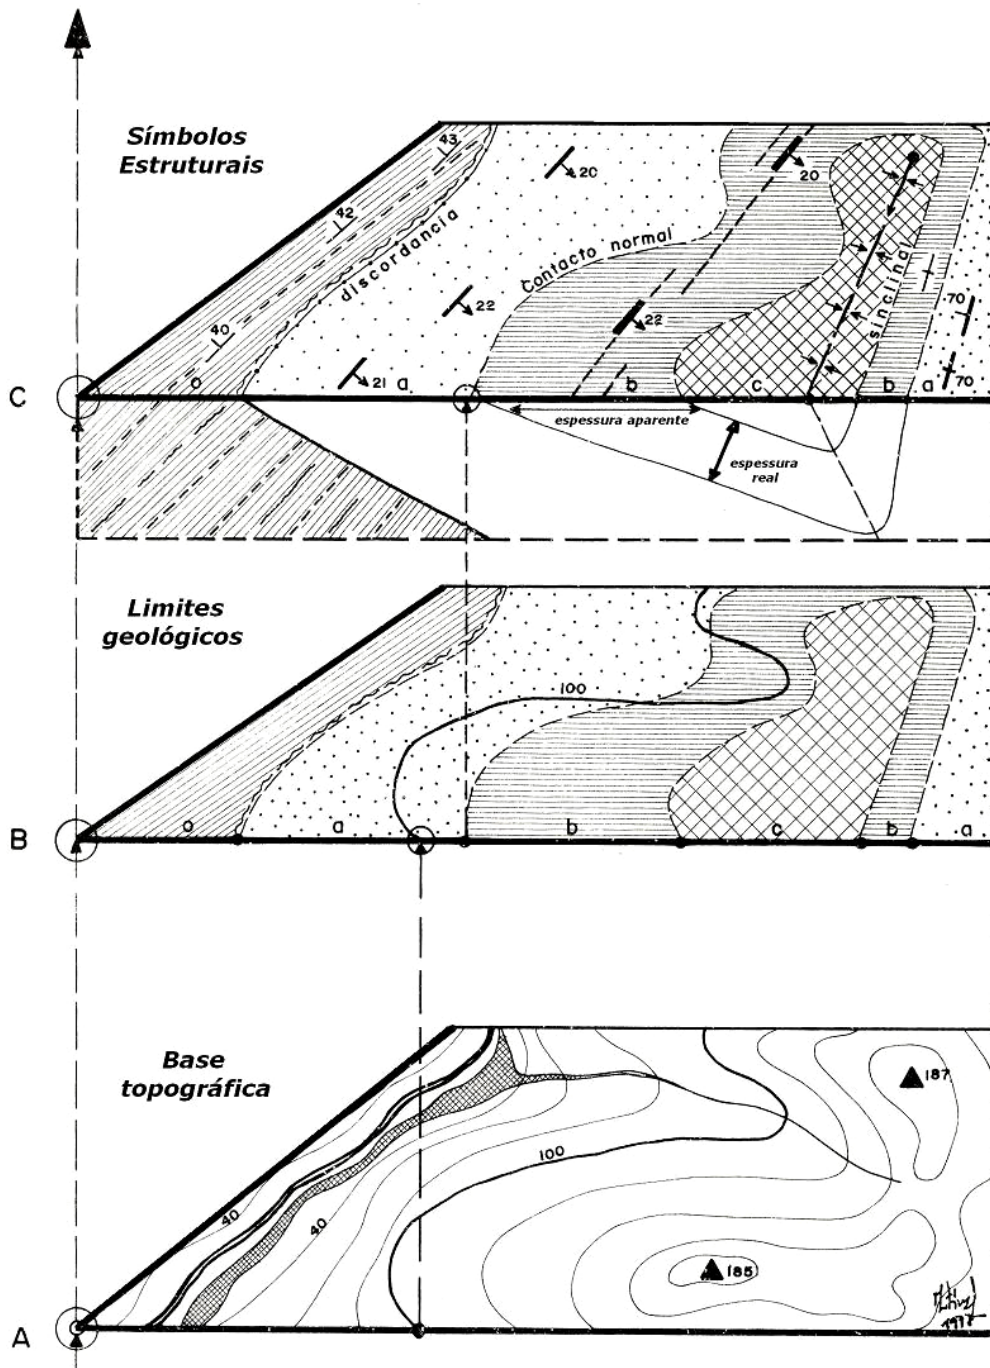 Símbolos
Estruturais
43
42
40
discordancia
20
22
21
Contacto normal
20
22
sinclinal
70
70
C
o
a
b
c
b
a
espessura aparente
espessura
real
Limites
geológicos
100
B
o
a
b
c
b
a
Base
topográfica
187
100
40
40
185
A